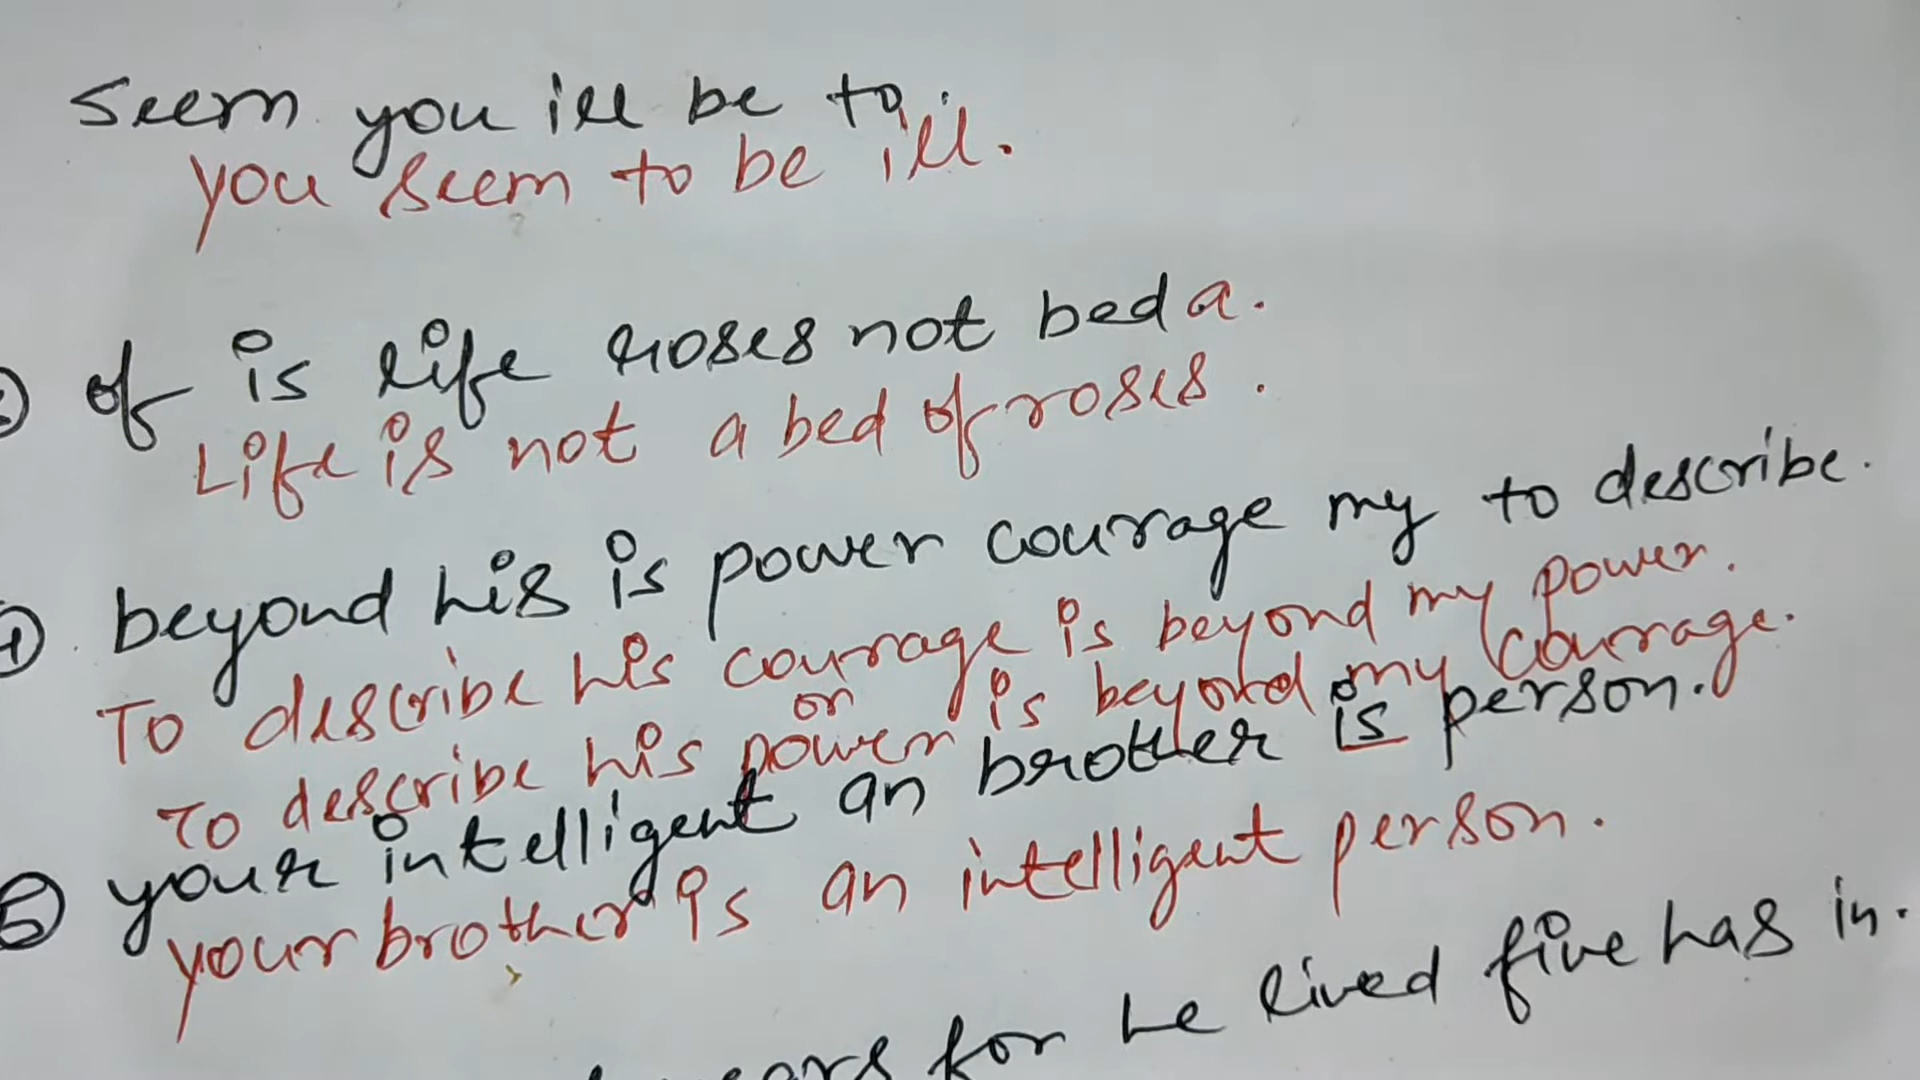 Seem you ill be to.
you seem to be ill.
of is life roses not bed a.
Life is not a bed of roses.
④ beyond his is power courage my to describe.
To describe his courage is beyond my power.
or
To describe his power is beyond my courage.
⑤ your intelligent an brother is person.
your brother is an intelligent person.
for he lived five has in.